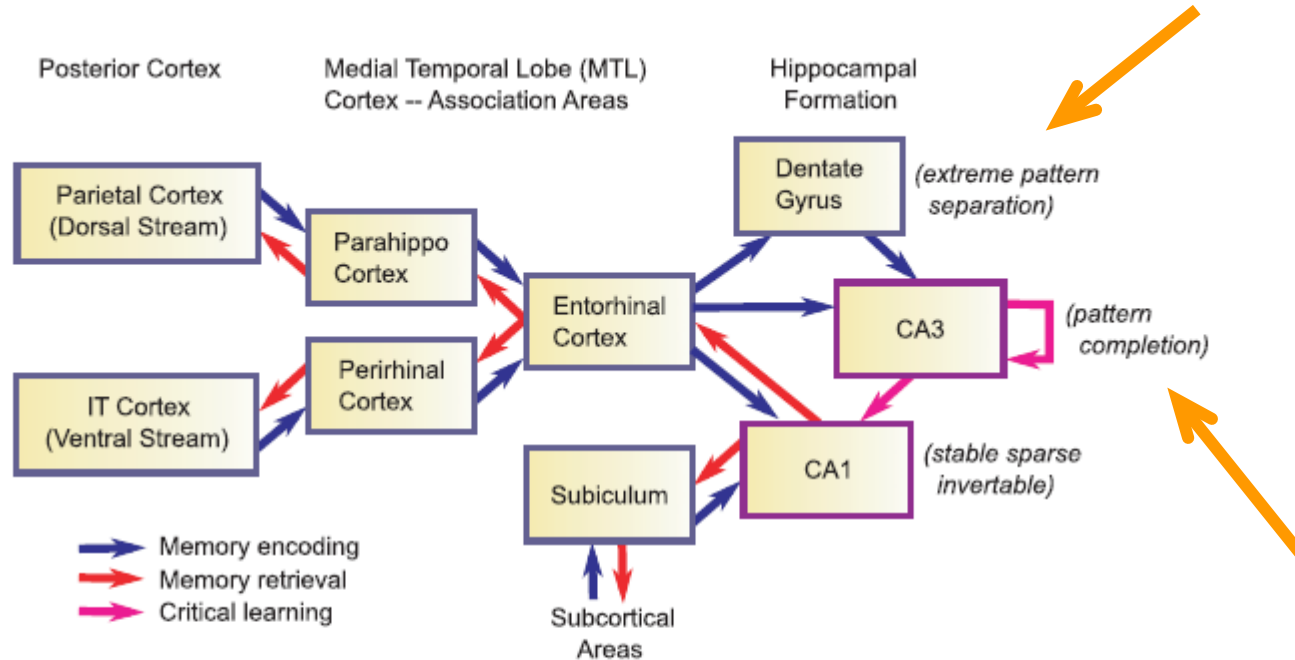 Posterior Cortex
Medial Temporal Lobe (MTL)
Cortex -- Association Areas
Hippocampal
Formation
Parietal Cortex
(Dorsal Stream)
Parahippo
Cortex
Dentate
Gyrus
(extreme pattern
separation)
Entorhinal
Cortex
CA3
(pattern
completion)
IT Cortex
(Ventral Stream)
Perirhinal
Cortex
Subiculum
CA1
(stable sparse
invertable)
Memory encoding
Memory retrieval
Critical learning
Subcortical
Areas